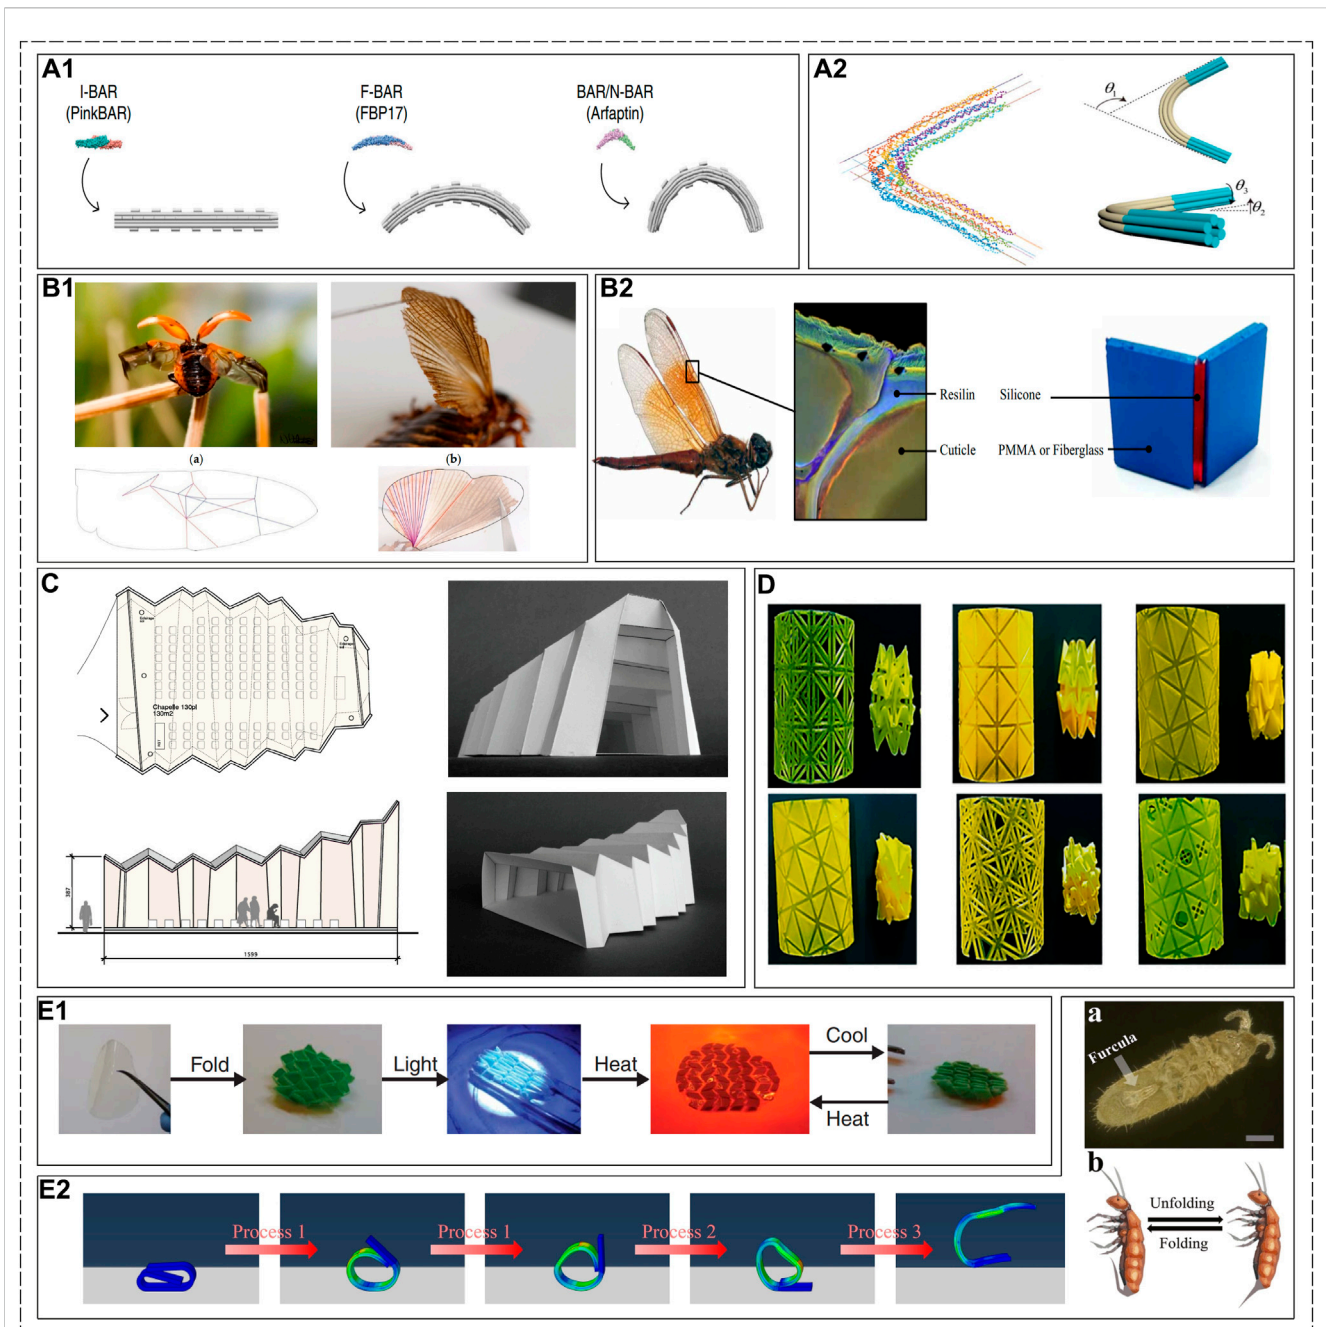 A1
I-BAR
(PinkBAR)
F-BAR
(FBP17)
BAR/N-BAR
(Arfaptin)
A2
θ1
θ3
θ2
B1
(a)
(b)
B2
Resilin
Silicone
Cuticle
PMMA or Fiberglass
C
Chapelle 130pl
130m2
387
1599
D
E1
Fold
Light
Heat
Cool
Heat
a
Furcula
b
Unfolding
Folding
E2
Process 1
Process 1
Process 2
Process 3